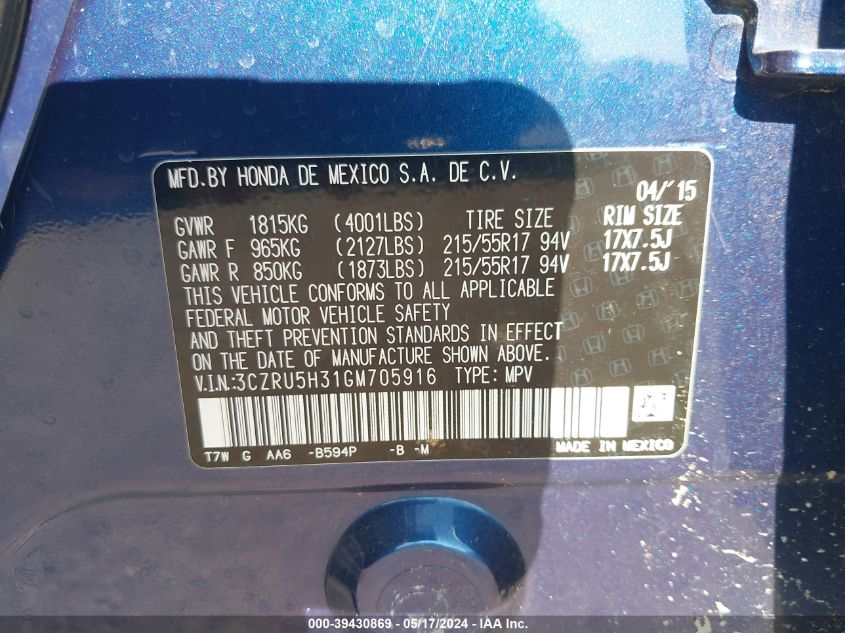 MFD.BY HONDA DE MEXICO S.A. DE C.V.
04/'15
GVWR 1815KG (4001LBS) TIRE SIZE RIM SIZE
GAWR F 965KG (2127LBS) 215/55R17 94V 17X7.5J
GAWR R 850KG (1873LBS) 215/55R17 94V 17X7.5J
THIS VEHICLE CONFORMS TO ALL APPLICABLE
FEDERAL MOTOR VEHICLE SAFETY
AND THEFT PREVENTION STANDARDS IN EFFECT
ON THE DATE OF MANUFACTURE SHOWN ABOVE.
V.I.N.:3CZRU5H31GM705916 TYPE: MPV
T7W G AA6 -B594P -B -M MADE IN MEXICO
000-39430869 - 05/17/2024 - IAA Inc.